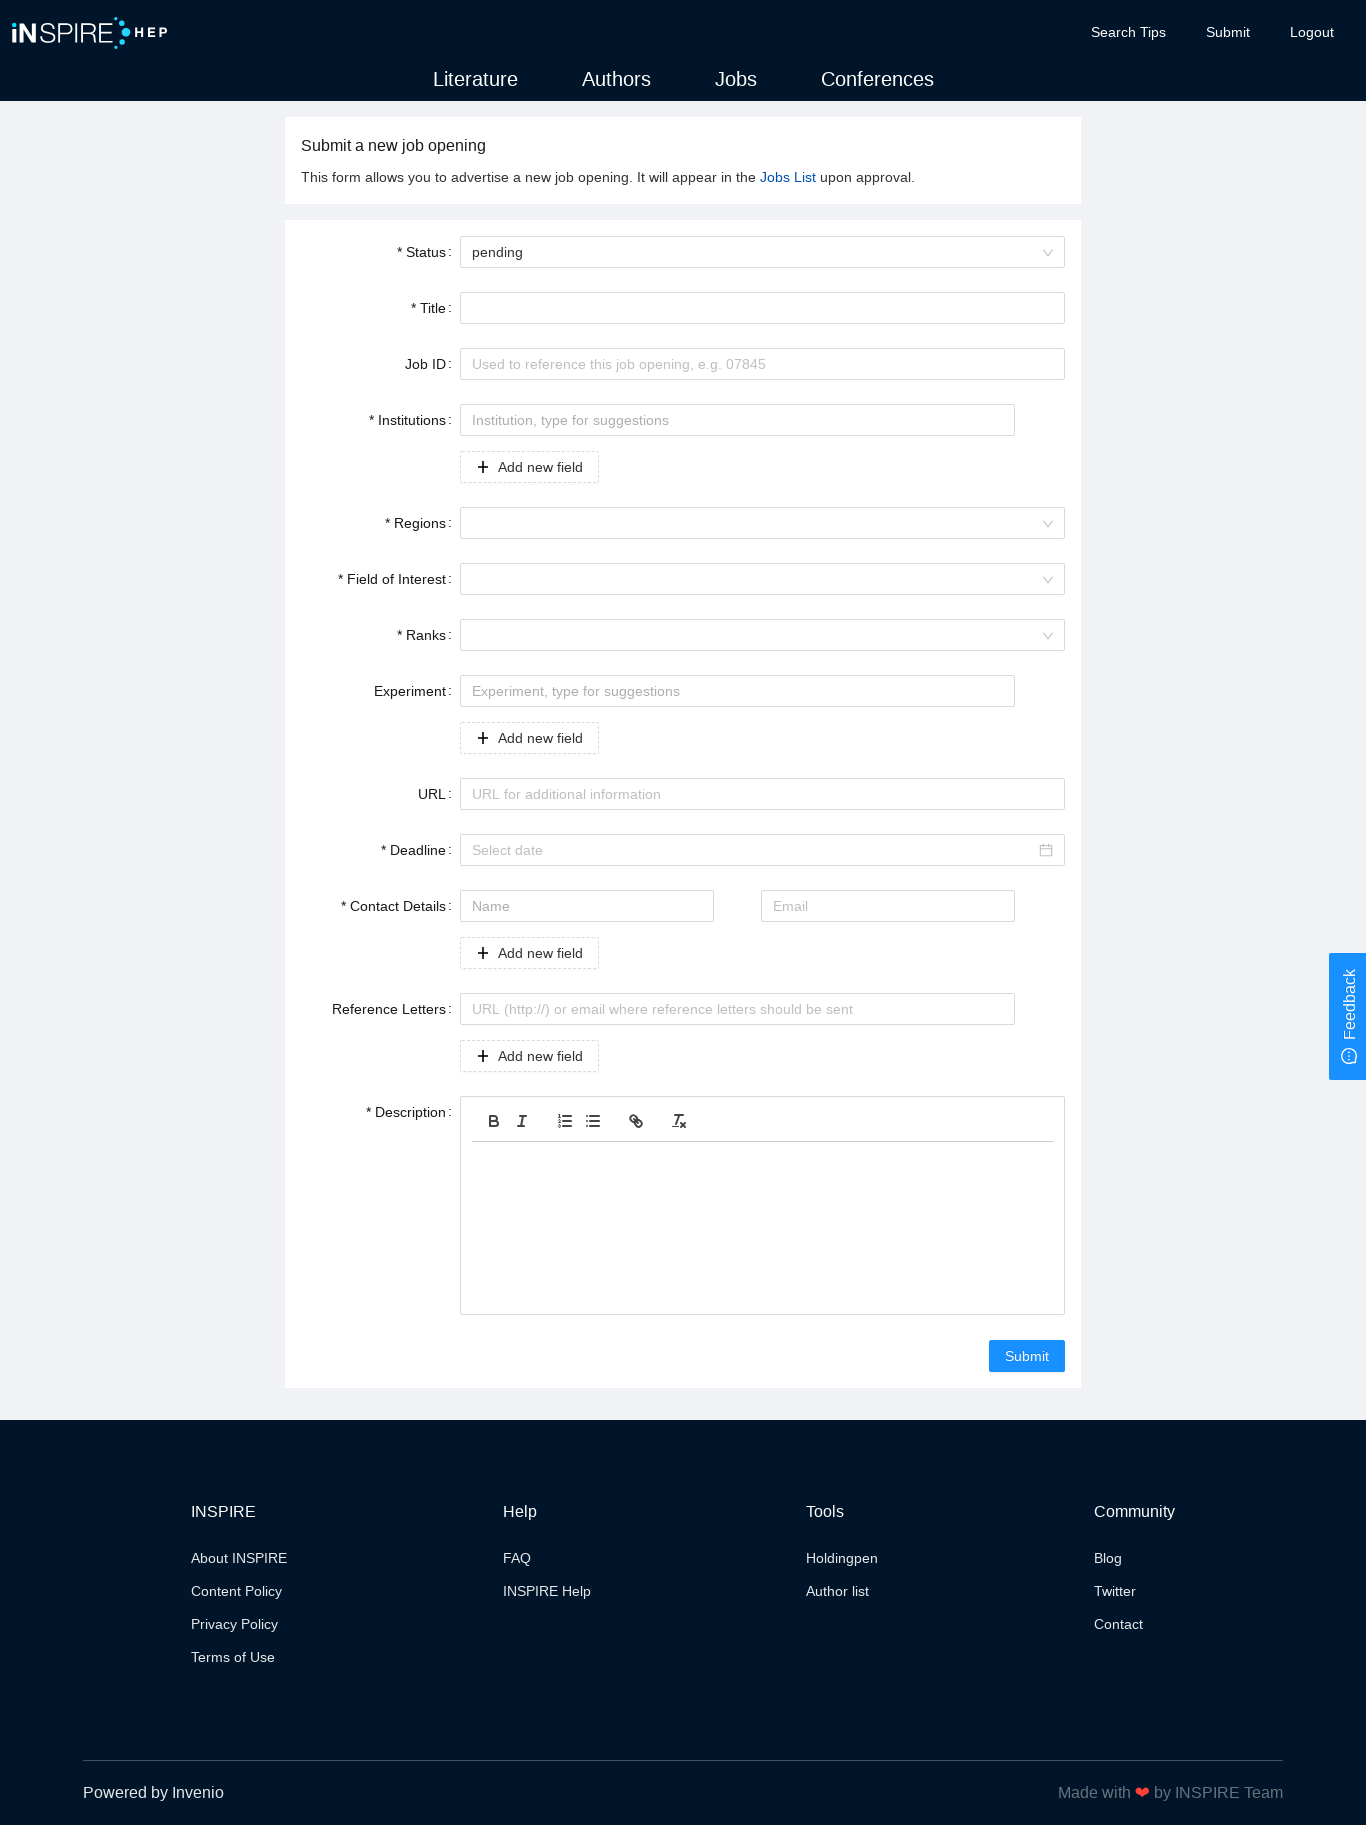 iNSPIRE HEP
Search Tips Submit Logout
Literature Authors Jobs Conferences
Submit a new job opening
This form allows you to advertise a new job opening. It will appear in the Jobs List upon approval.
* Status: pending
* Title:
Job ID: Used to reference this job opening, e.g. 07845
* Institutions: Institution, type for suggestions
Add new field
* Regions:
* Field of Interest:
* Ranks:
Experiment: Experiment, type for suggestions
Add new field
URL: URL for additional information
* Deadline: Select date
* Contact Details: Name Email
Add new field
Feedback
Reference Letters: URL (http://) or email where reference letters should be sent
Add new field
* Description:
Submit
INSPIRE Help Tools Community
About INSPIRE FAQ Holdingpen Blog
Content Policy INSPIRE Help Author list Twitter
Privacy Policy Contact
Terms of Use
Powered by Invenio Made with ❤ by INSPIRE Team